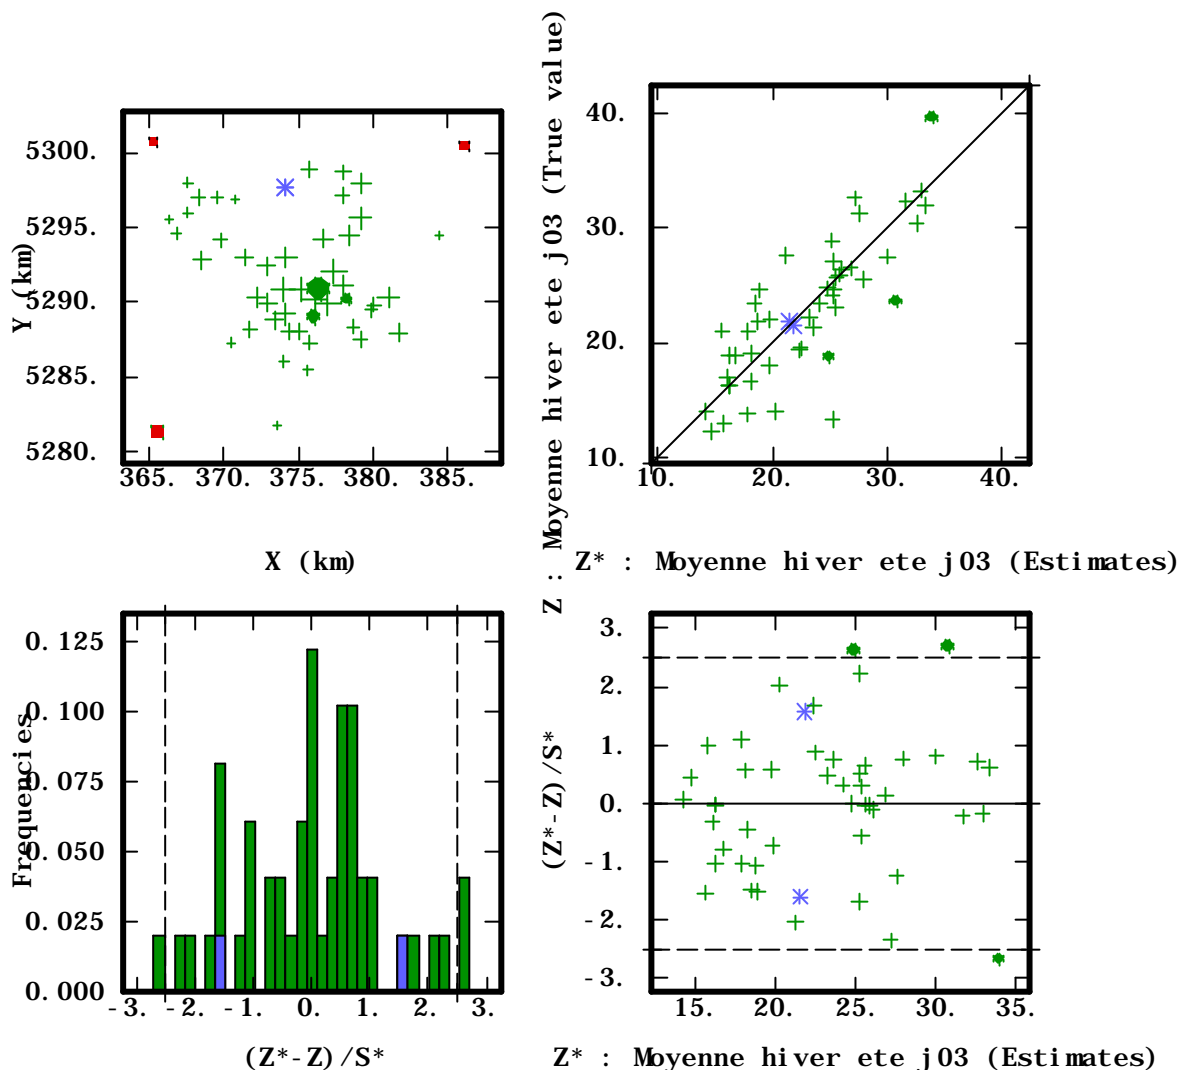 Y (km)
5300.
5295.
5290.
5285.
5280.
365. 370. 375. 380. 385.
X (km)
Z : Moyenne hiver ete j03 (True value)
40.
30.
20.
10.
10. 20. 30. 40.
Z* : Moyenne hiver ete j03 (Estimates)
Frequencies
0.125
0.100
0.075
0.050
0.025
0.000
-3. -2. -1. 0. 1. 2. 3.
(Z*-Z)/S*
(Z*-Z)/S*
3.
2.
1.
0.
-1.
-2.
-3.
15. 20. 25. 30. 35.
Z* : Moyenne hiver ete j03 (Estimates)